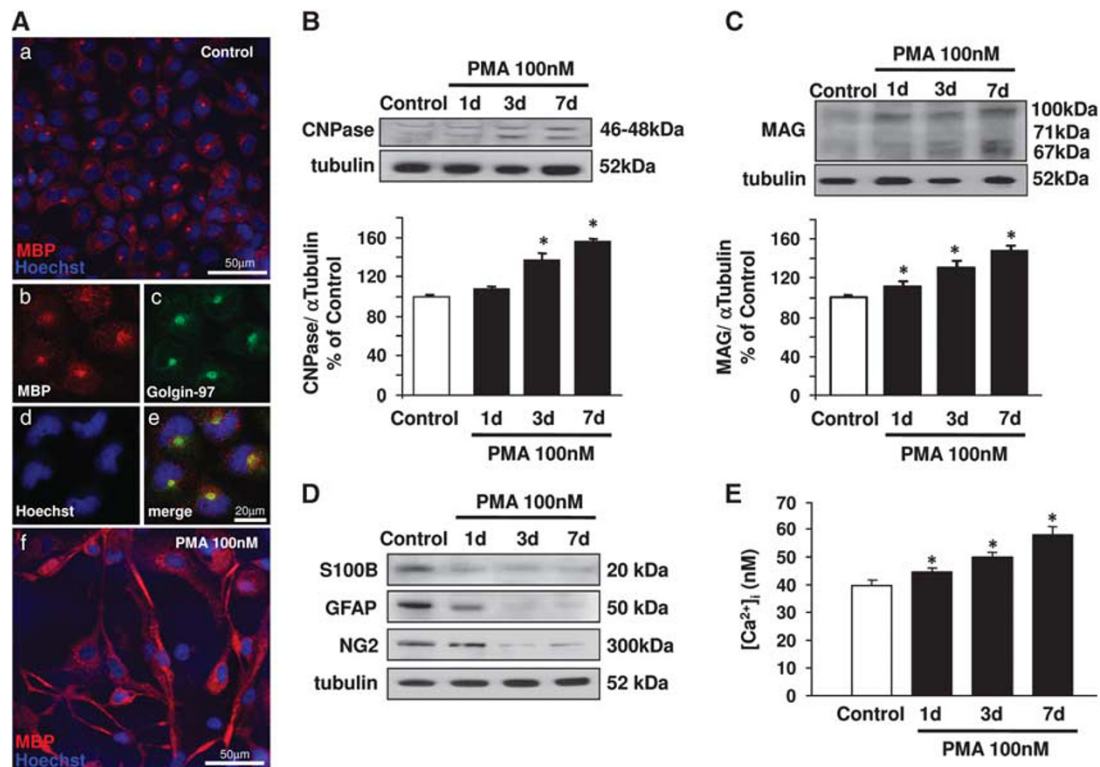 A
a
Control
MBP
Hoechst
50μm
b
MBP
c
Golgin-97
d
Hoechst
e
merge
20μm
f
PMA 100nM
MBP
Hoechst
50μm
B
PMA 100nM
Control 1d 3d 7d
CNPase 46-48kDa
tubulin 52kDa
CNPase/ αTubulin
% of Control
160
120
80
40
0
* *
Control 1d 3d 7d
PMA 100nM
C
PMA 100nM
Control 1d 3d 7d
MAG
100kDa
71kDa
67kDa
tubulin 52kDa
MAG/ αTubulin
% of Control
160
120
80
40
0
* * *
Control 1d 3d 7d
PMA 100nM
D
PMA 100nM
Control 1d 3d 7d
S100B 20 kDa
GFAP 50 kDa
NG2 300kDa
tubulin 52 kDa
E
[Ca²⁺]ᵢ (nM)
70
60
50
40
30
20
10
0
* * *
Control 1d 3d 7d
PMA 100nM